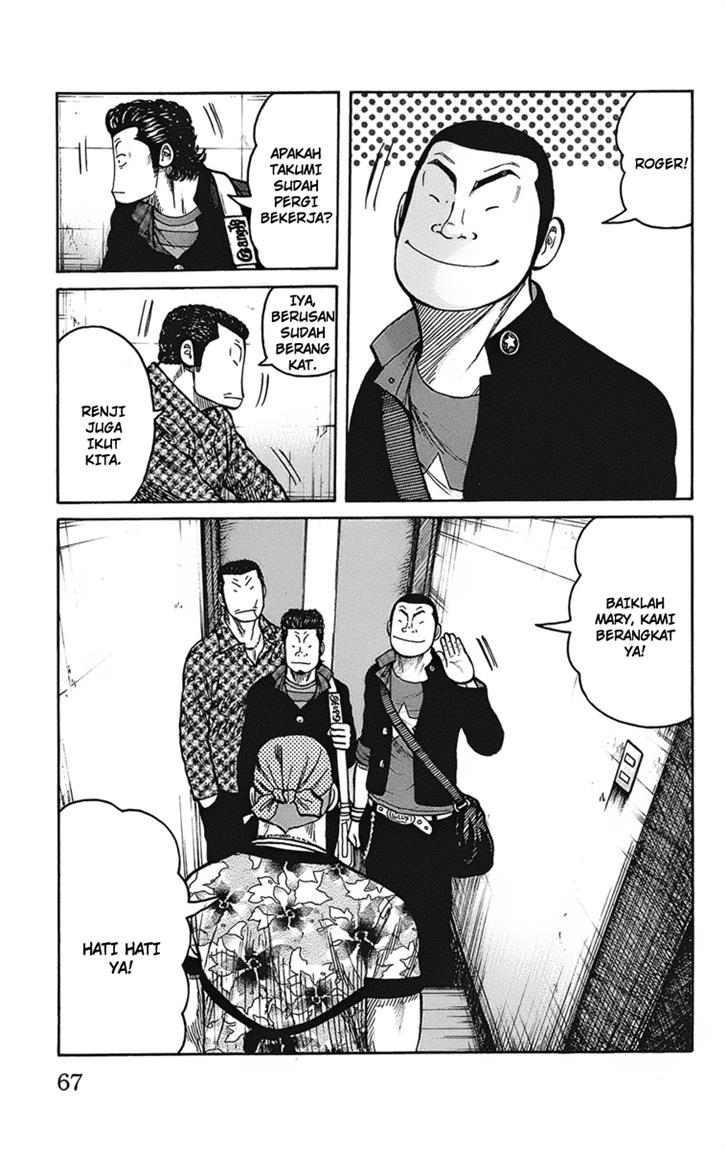 ROGER!
APAKAH
TAKUMI
SUDAH
PERGI
BEKERJA?
IYA,
BERUSAN
SUDAH
BERANG
KAT.
RENJI
JUGA
IKUT
KITA.
BAIKLAH
MARY, KAMI
BERANGKAT
YA!
HATI HATI
YA!
67